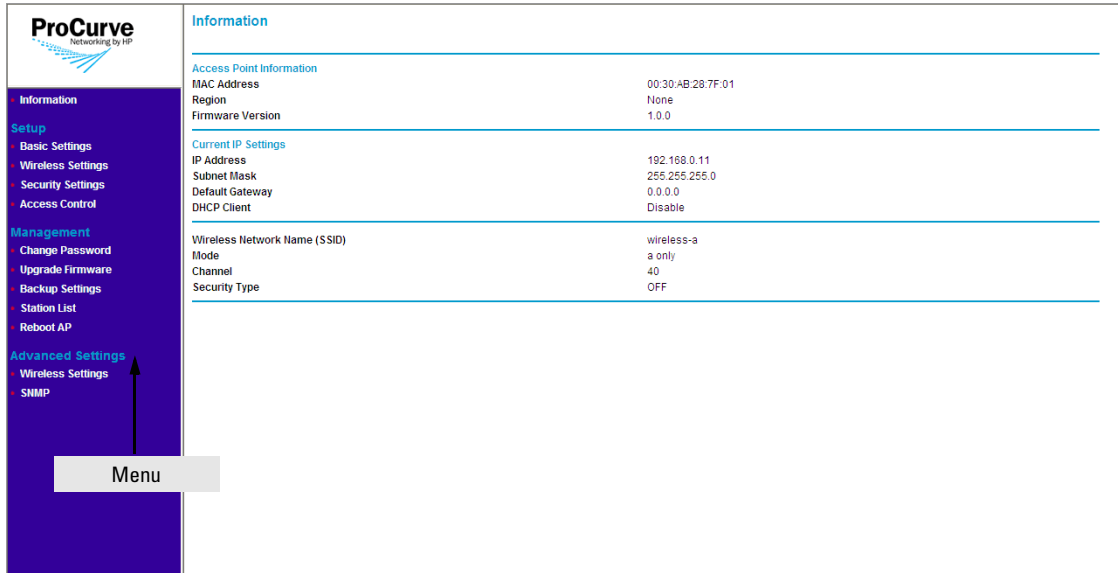 ProCurve
Networking by HP
Information
Setup
Basic Settings
Wireless Settings
Security Settings
Access Control
Management
Change Password
Upgrade Firmware
Backup Settings
Station List
Reboot AP
Advanced Settings
Wireless Settings
SNMP
Menu
Information
Access Point Information
MAC Address 00:30:AB:28:7F:01
Region None
Firmware Version 1.0.0
Current IP Settings
IP Address 192.168.0.11
Subnet Mask 255.255.255.0
Default Gateway 0.0.0.0
DHCP Client Disable
Wireless Network Name (SSID) wireless-a
Mode a only
Channel 40
Security Type OFF